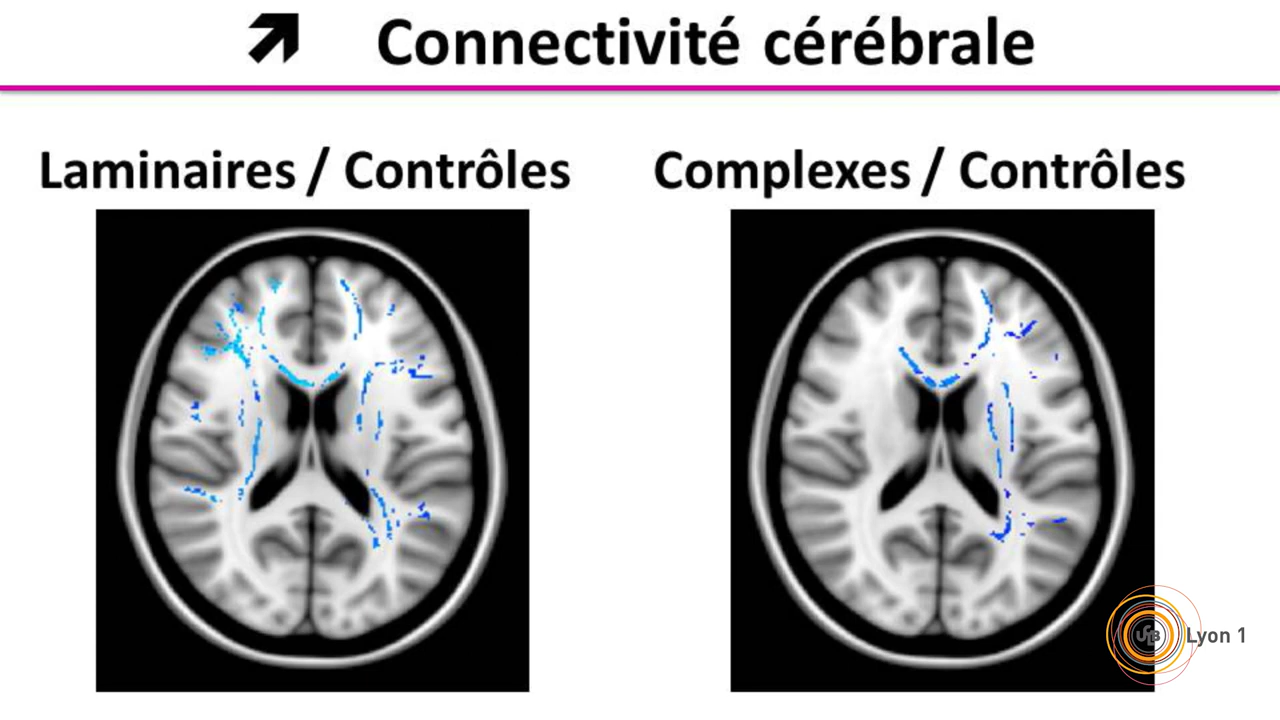 Connectivité cérébrale
Laminaires / Contrôles
Complexes / Contrôles
Lyon 1